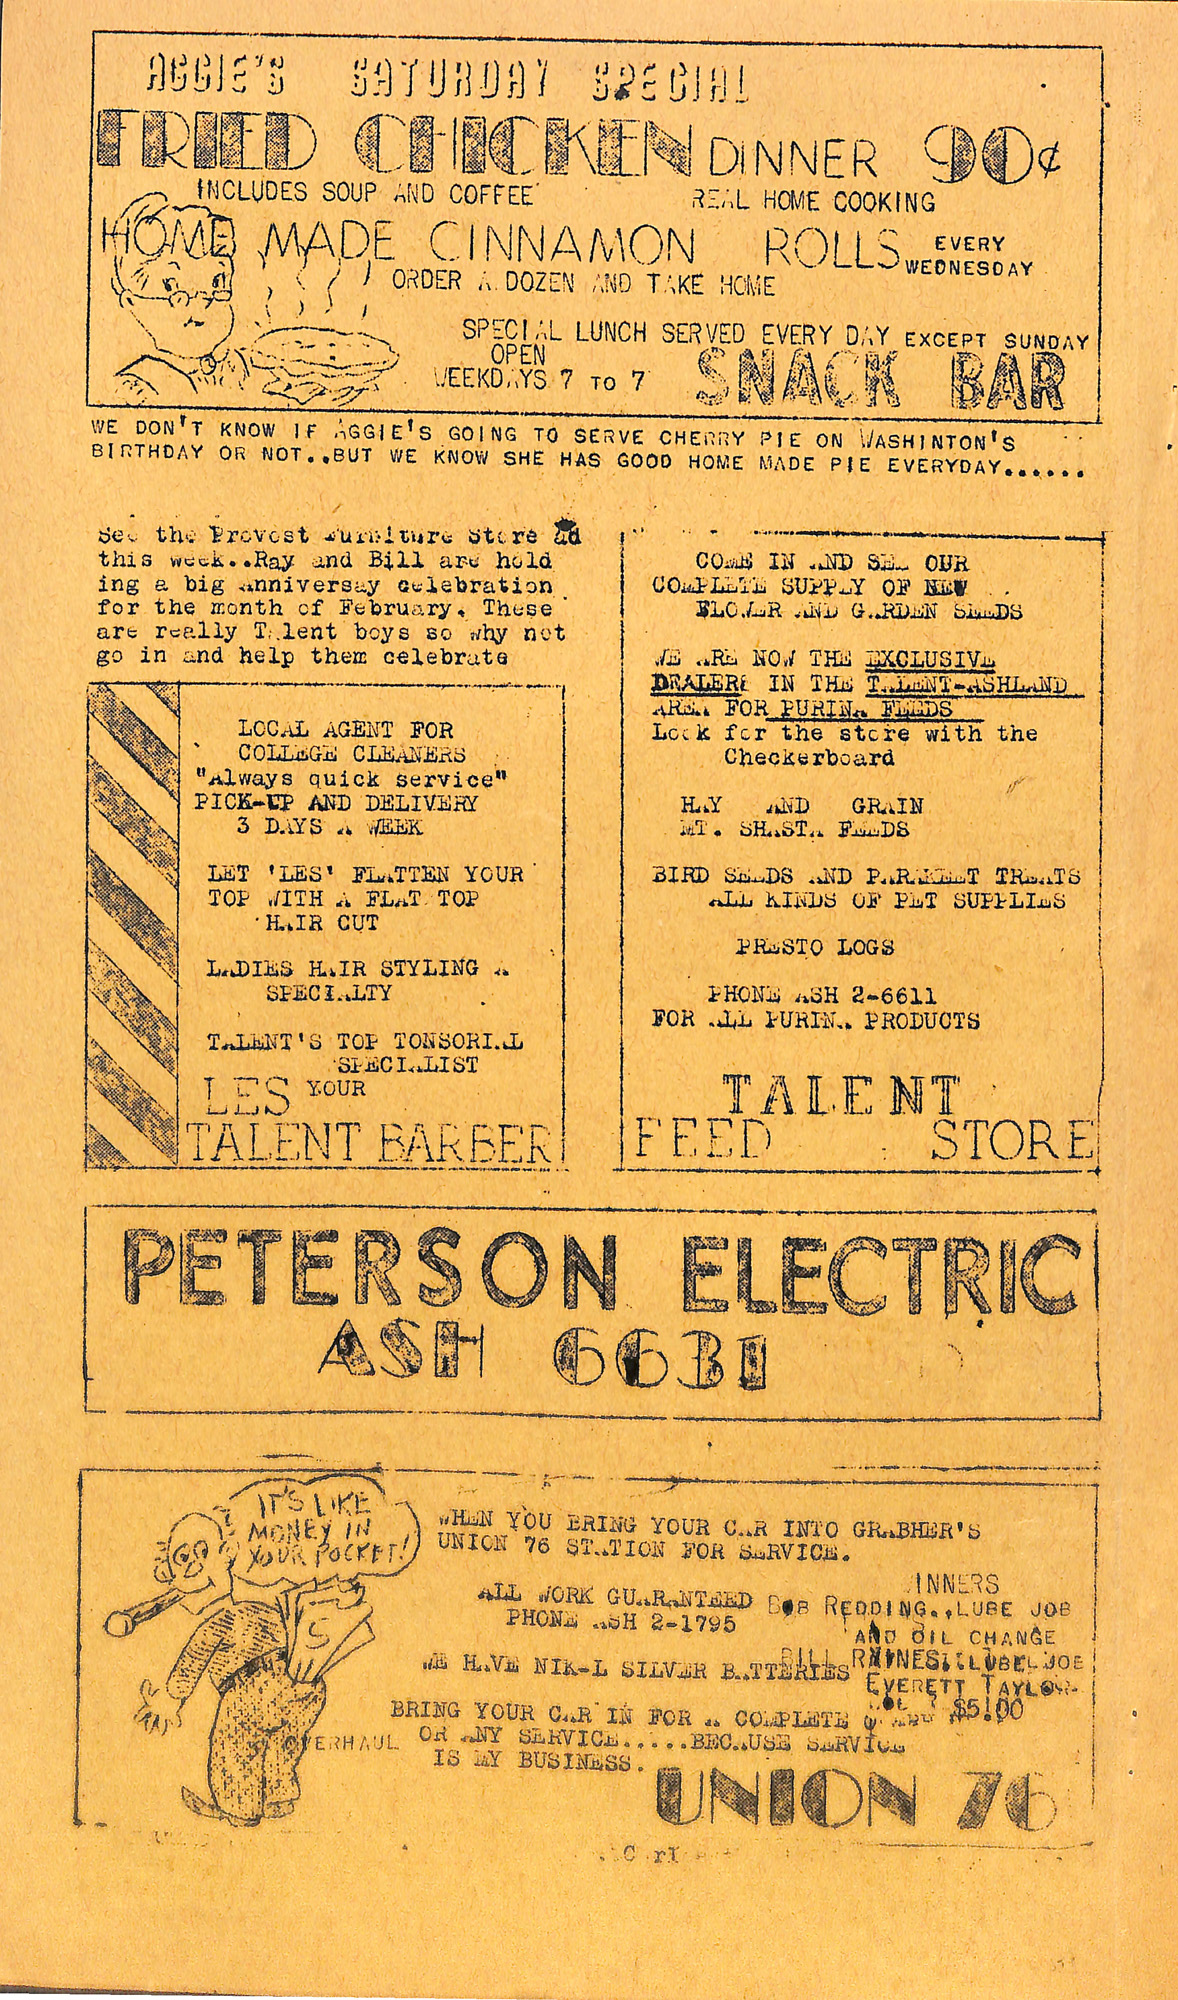 AGGIE'S SATURDAY SPECIAL
FRIED CHICKEN DINNER 90¢
INCLUDES SOUP AND COFFEE REAL HOME COOKING
HOME MADE CINNAMON ROLLS EVERY
WEDNESDAY
ORDER A DOZEN AND TAKE HOME
SPECIAL LUNCH SERVED EVERY DAY EXCEPT SUNDAY
OPEN
WEEKDAYS 7 TO 7
SNACK BAR
WE DON'T KNOW IF AGGIE'S GOING TO SERVE CHERRY PIE ON WASHINTON'S
BIRTHDAY OR NOT..BUT WE KNOW SHE HAS GOOD HOME MADE PIE EVERYDAY......
See the Provost Furniture Store ad
this week..Ray and Bill are hold
ing a big anniversay celebration
for the month of February. These
are really Talent boys so why not
go in and help them celebrate
LOCAL AGENT FOR
COLLEGE CLEANERS
"Always quick service"
PICK-UP AND DELIVERY
3 DAYS A WEEK
LET 'LES' FLATTEN YOUR
TOP WITH A FLAT TOP
HAIR CUT
LADIES HAIR STYLING A
SPECIALTY
TALENT'S TOP TONSORIAL
SPECIALIST
LES YOUR
TALENT BARBER
COME IN AND SEE OUR
COMPLETE SUPPLY OF NEW
FLOWER AND GARDEN SEEDS
WE ARE NOW THE EXCLUSIVE
DEALERS IN THE TALENT-ASHLAND
AREA FOR PURINA FEEDS
Look for the store with the
Checkerboard
HAY AND GRAIN
MT. SHASTA FEEDS
BIRD SEEDS AND PARAKEET TREATS
ALL KINDS OF PET SUPPLIES
PRESTO LOGS
PHONE ASH 2-6611
FOR ALL PURINA PRODUCTS
TALENT
FEED STORE
PETERSON ELECTRIC
ASH 6631
IT'S LIKE
MONEY IN
YOUR POCKET!
$
WHEN YOU BRING YOUR CAR INTO GRABHER'S
UNION 76 STATION FOR SERVICE.
ALL WORK GUARANTEED
PHONE ASH 2-1795
WE HAVE NIK-L SILVER BATTERIES
WINNERS
BOB REDDING..LUBE JOB
AND OIL CHANGE
BILL RAINES..LUBE JOB
EVERETT TAYLOR
$5.00
BRING YOUR CAR IN FOR A COMPLETE
OVERHAUL OR ANY SERVICE.....BECAUSE SERVICE
IS MY BUSINESS.
UNION 76